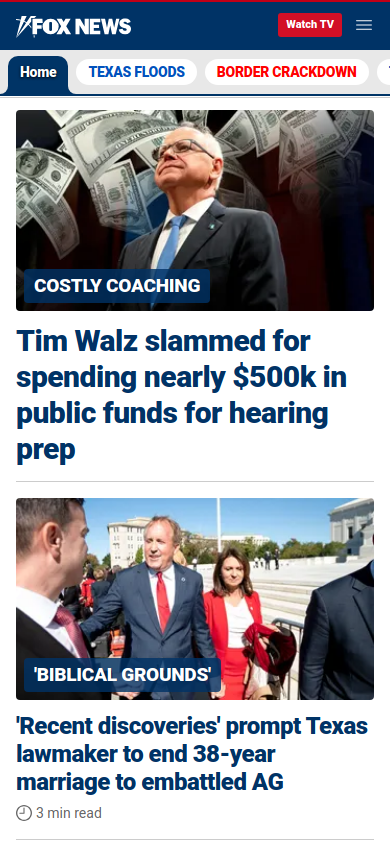 FOX NEWS
Watch TV
Home
TEXAS FLOODS
BORDER CRACKDOWN
COSTLY COACHING
Tim Walz slammed for
spending nearly $500k in
public funds for hearing
prep
'BIBLICAL GROUNDS'
'Recent discoveries' prompt Texas
lawmaker to end 38-year
marriage to embattled AG
3 min read